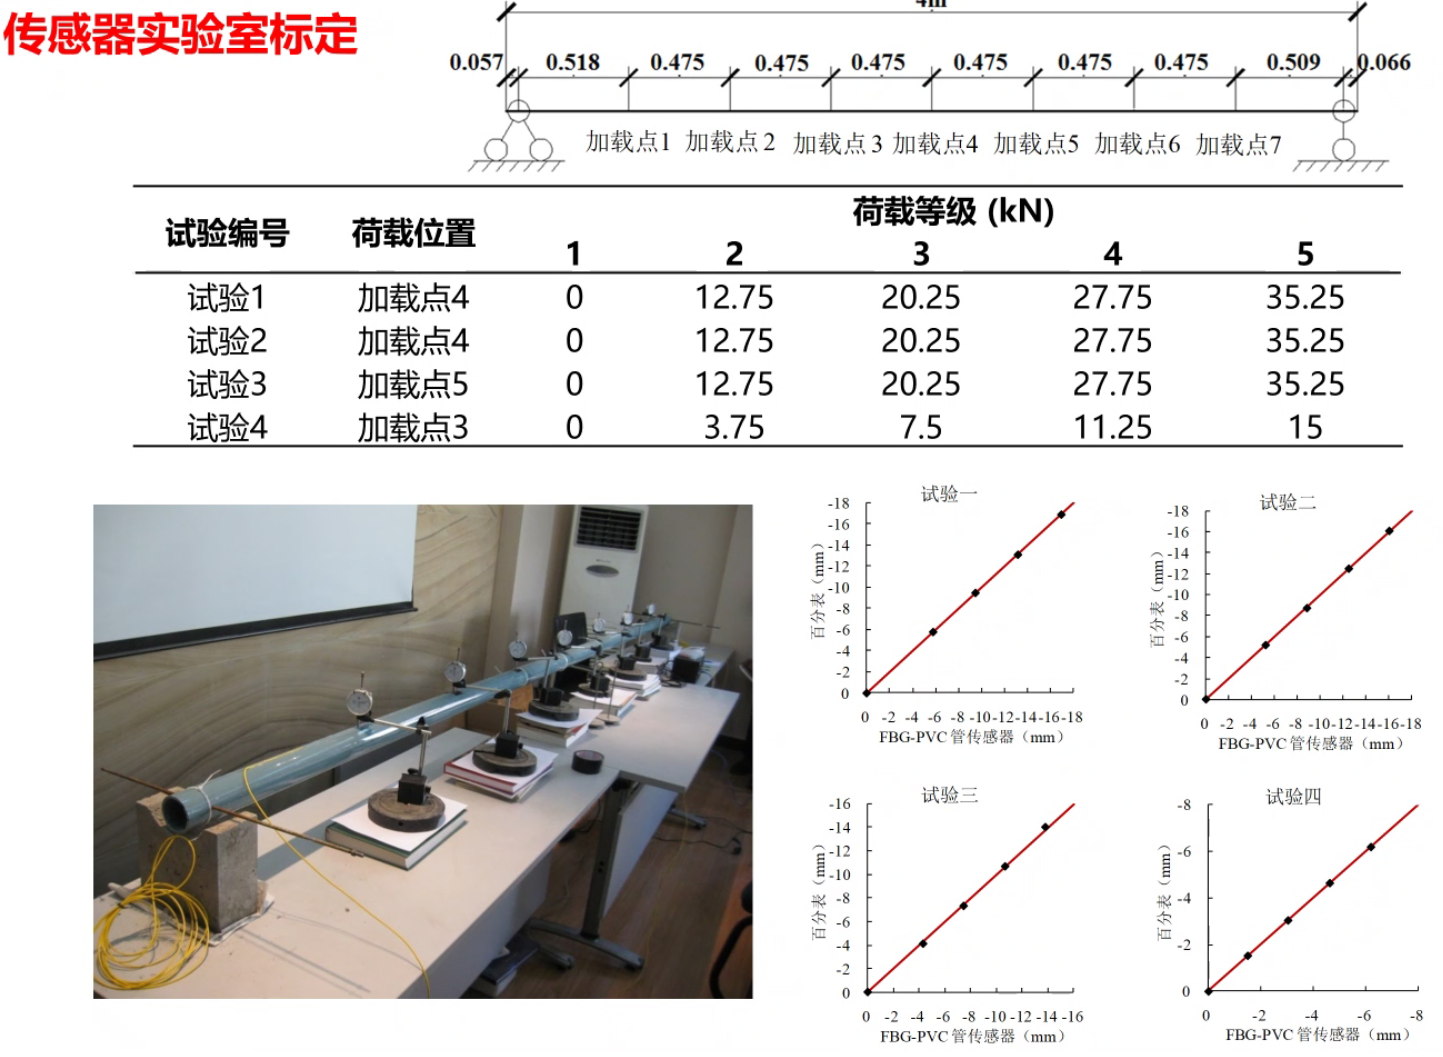 传感器实验室标定
4m
0.057 0.518 0.475 0.475 0.475 0.475 0.475 0.475 0.509 0.066
加载点1 加载点2 加载点3 加载点4 加载点5 加载点6 加载点7
试验编号 荷载位置 荷载等级 (kN)
1 2 3 4 5
试验1 加载点4 0 12.75 20.25 27.75 35.25
试验2 加载点4 0 12.75 20.25 27.75 35.25
试验3 加载点5 0 12.75 20.25 27.75 35.25
试验4 加载点3 0 3.75 7.5 11.25 15
试验一
百分表（mm）
-18
-16
-14
-12
-10
-8
-6
-4
-2
0
0 -2 -4 -6 -8 -10 -12 -14 -16 -18
FBG-PVC 管传感器（mm）
试验二
百分表（mm）
-18
-16
-14
-12
-10
-8
-6
-4
-2
0
0 -2 -4 -6 -8 -10 -12 -14 -16 -18
FBG-PVC 管传感器（mm）
试验三
百分表（mm）
-16
-14
-12
-10
-8
-6
-4
-2
0
0 -2 -4 -6 -8 -10 -12 -14 -16
FBG-PVC 管传感器（mm）
试验四
百分表（mm）
-8
-6
-4
-2
0
0 -2 -4 -6 -8
FBG-PVC 管传感器（mm）